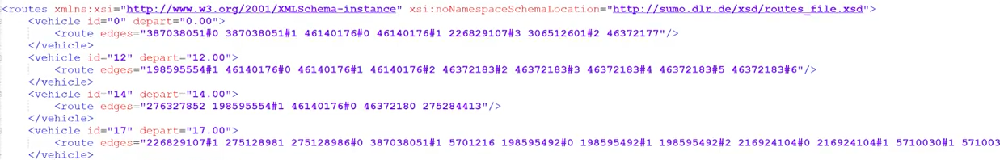 <routes xmlns:xsi="http://www.w3.org/2001/XMLSchema-instance" xsi:noNamespaceSchemaLocation="http://sumo.dlr.de/xsd/routes_file.xsd">
<vehicle id="0" depart="0.00">
<route edges="387038051#0 387038051#1 46140176#0 46140176#1 226829107#3 306512601#2 46372177"/>
</vehicle>
<vehicle id="12" depart="12.00">
<route edges="198595554#1 46140176#0 46140176#1 46140176#2 46372183#2 46372183#3 46372183#4 46372183#5 46372183#6"/>
</vehicle>
<vehicle id="14" depart="14.00">
<route edges="276327852 198595554#1 46140176#0 46372180 275284413"/>
</vehicle>
<vehicle id="17" depart="17.00">
<route edges="226829107#1 275128981 275128986#0 387038051#1 5701216 198595492#0 198595492#1 198595492#2 216924104#0 216924104#1 5710030#1 571003
</vehicle>